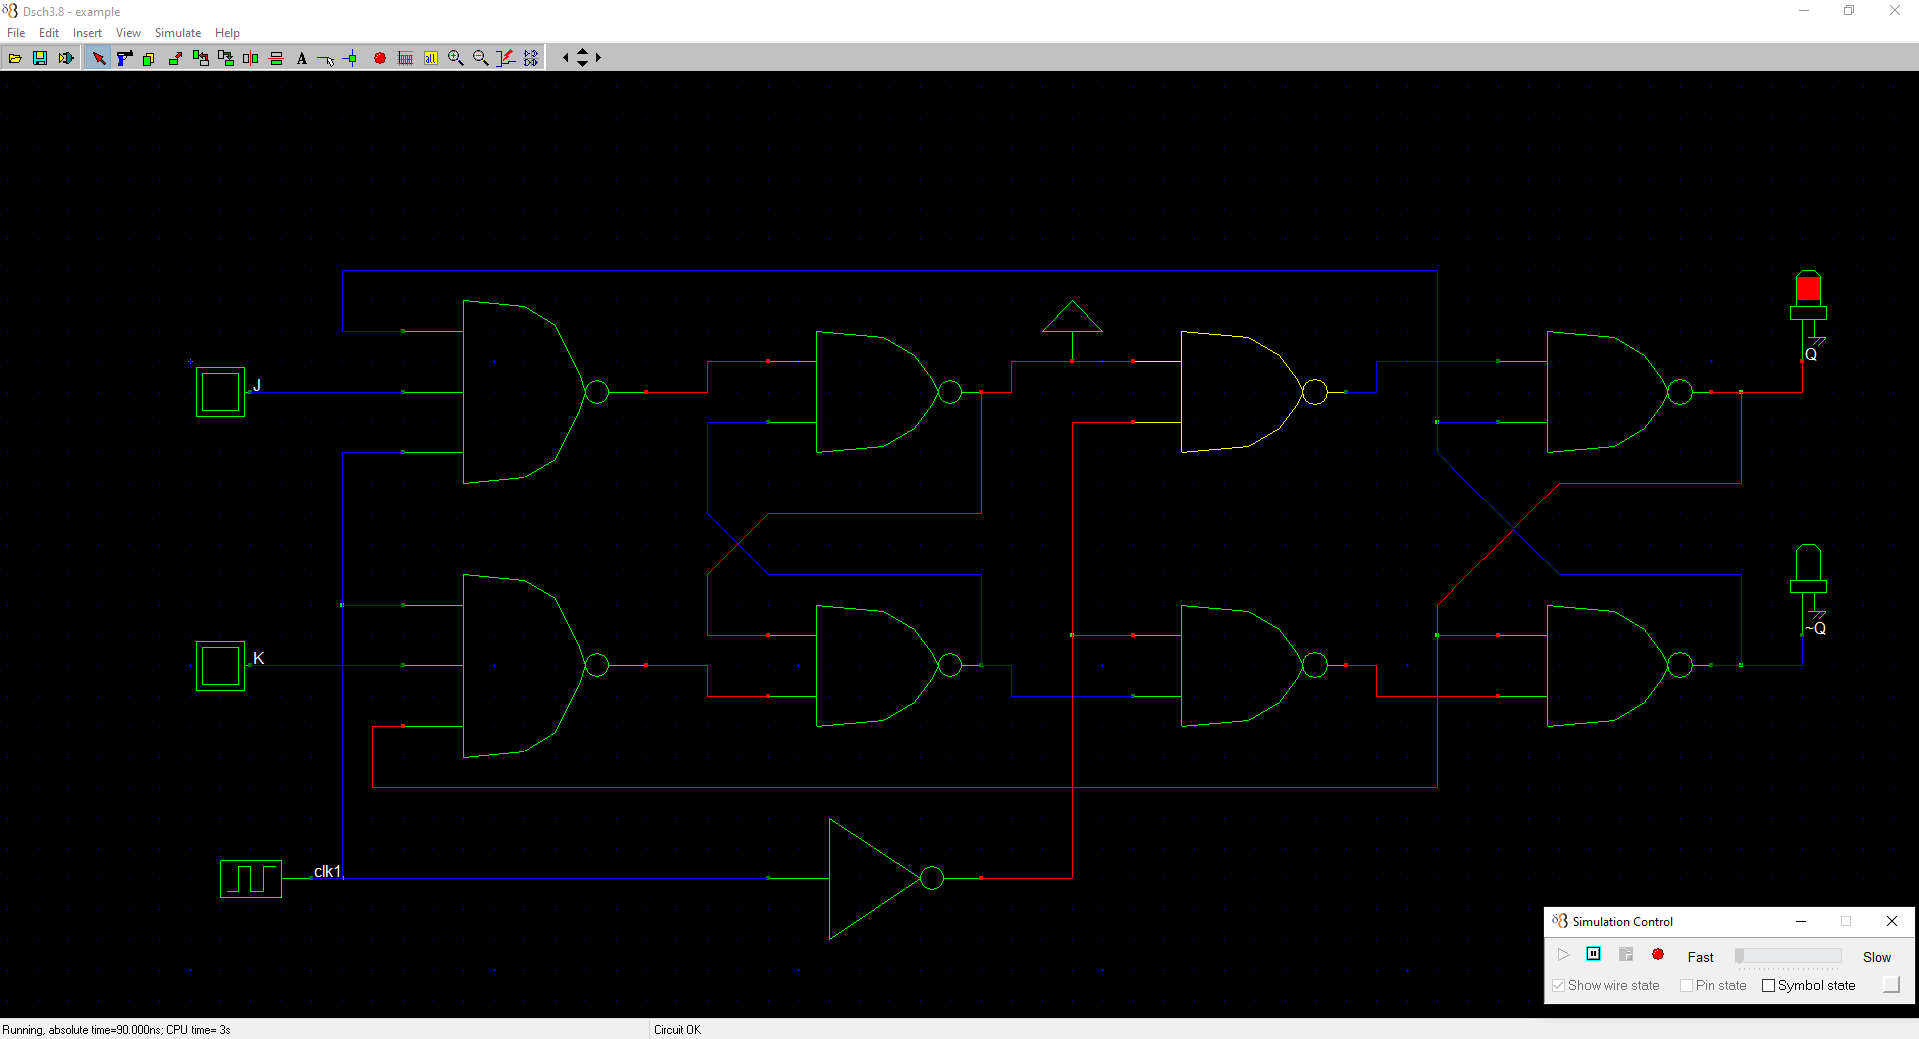 Dsch3.8 - example
File Edit Insert View Simulate Help
A
Q
J
~Q
K
clk1
Simulation Control
Fast Slow
Show wire state Pin state Symbol state
Running, absolute time=90.000ns; CPU time= 3s Circuit OK